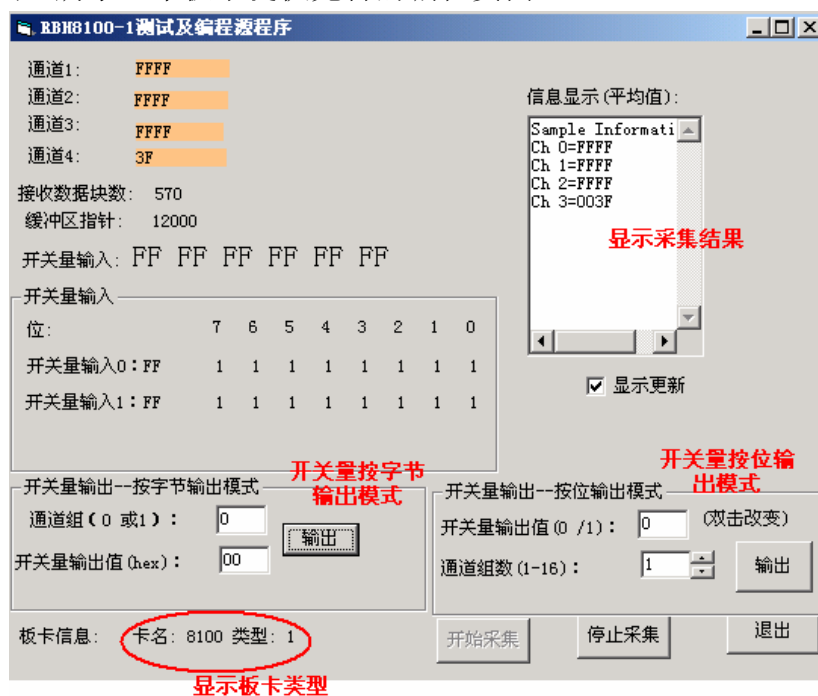 RBH8100-1测试及编程源程序
通道1: FFFF
通道2: FFFF
通道3: FFFF
通道4: 3F
接收数据块数: 570
缓冲区指针: 12000
开关量输入: FF FF FF FF FF FF
信息显示(平均值):
Sample Informati
Ch 0=FFFF
Ch 1=FFFF
Ch 2=FFFF
Ch 3=003F
显示采集结果
显示更新
开关量输入
位: 7 6 5 4 3 2 1 0
开关量输入0:FF 1 1 1 1 1 1 1 1
开关量输入1:FF 1 1 1 1 1 1 1 1
开关量按字节
输出模式
开关量输出--按字节输出模式
通道组(0 或1): 0
输出
开关量输出值(hex): 00
开关量按位输
出模式
开关量输出--按位输出模式
开关量输出值(0 /1): 0 (双击改变)
通道组数(1-16): 1 输出
板卡信息: 卡名: 8100 类型: 1
显示板卡类型
开始采集 停止采集 退出